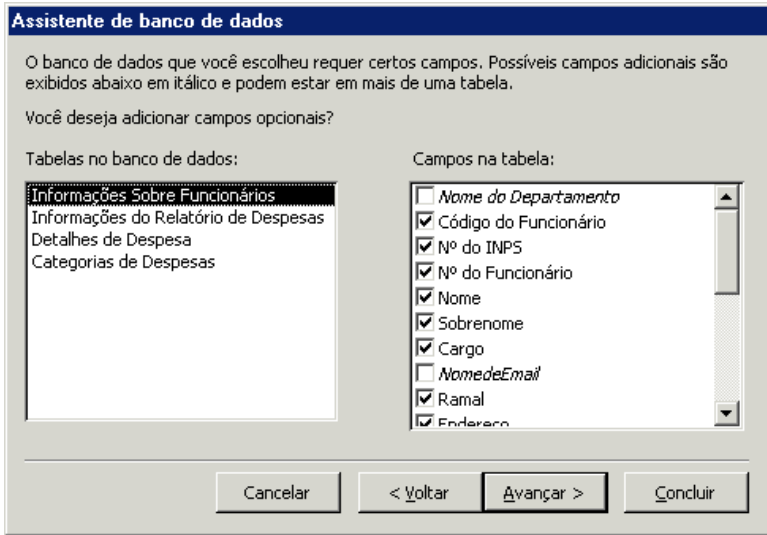 Assistente de banco de dados
O banco de dados que você escolheu requer certos campos. Possíveis campos adicionais são
exibidos abaixo em itálico e podem estar em mais de uma tabela.
Você deseja adicionar campos opcionais?
Tabelas no banco de dados:
Informações Sobre Funcionários
Informações do Relatório de Despesas
Detalhes de Despesa
Categorias de Despesas
Campos na tabela:
Nome do Departamento
Código do Funcionário
Nº do INPS
Nº do Funcionário
Nome
Sobrenome
Cargo
NomedeEmail
Ramal
Endereço
Cancelar
< Voltar
Avançar >
Concluir